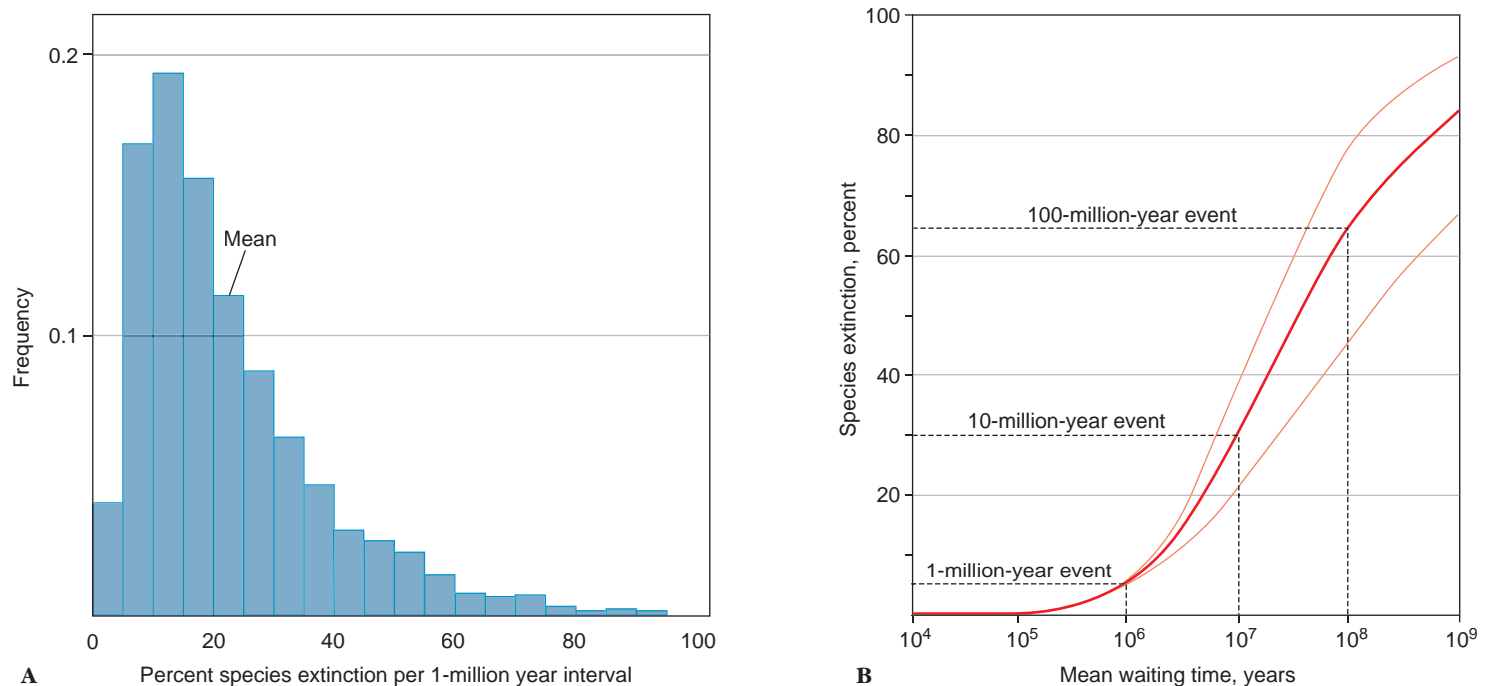 0.2
0.1
Frequency
Mean
0
20
40
60
80
100
A
Percent species extinction per 1-million year interval
100
80
60
40
20
Species extinction, percent
100-million-year event
10-million-year event
1-million-year event
10⁴
10⁵
10⁶
10⁷
10⁸
10⁹
B
Mean waiting time, years